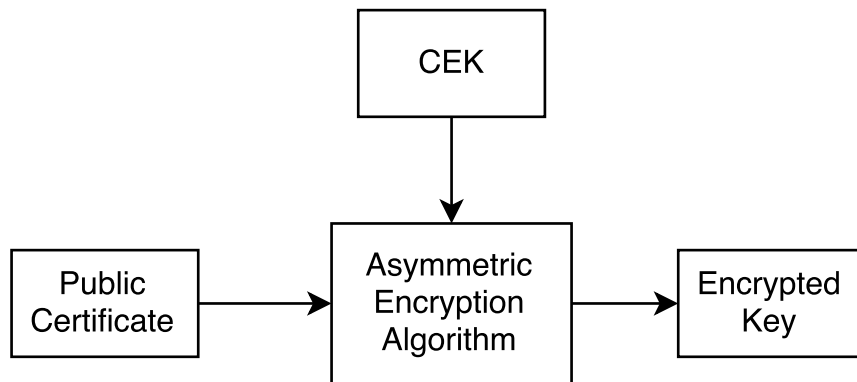 CEK
Public
Certificate
Asymmetric
Encryption
Algorithm
Encrypted
Key